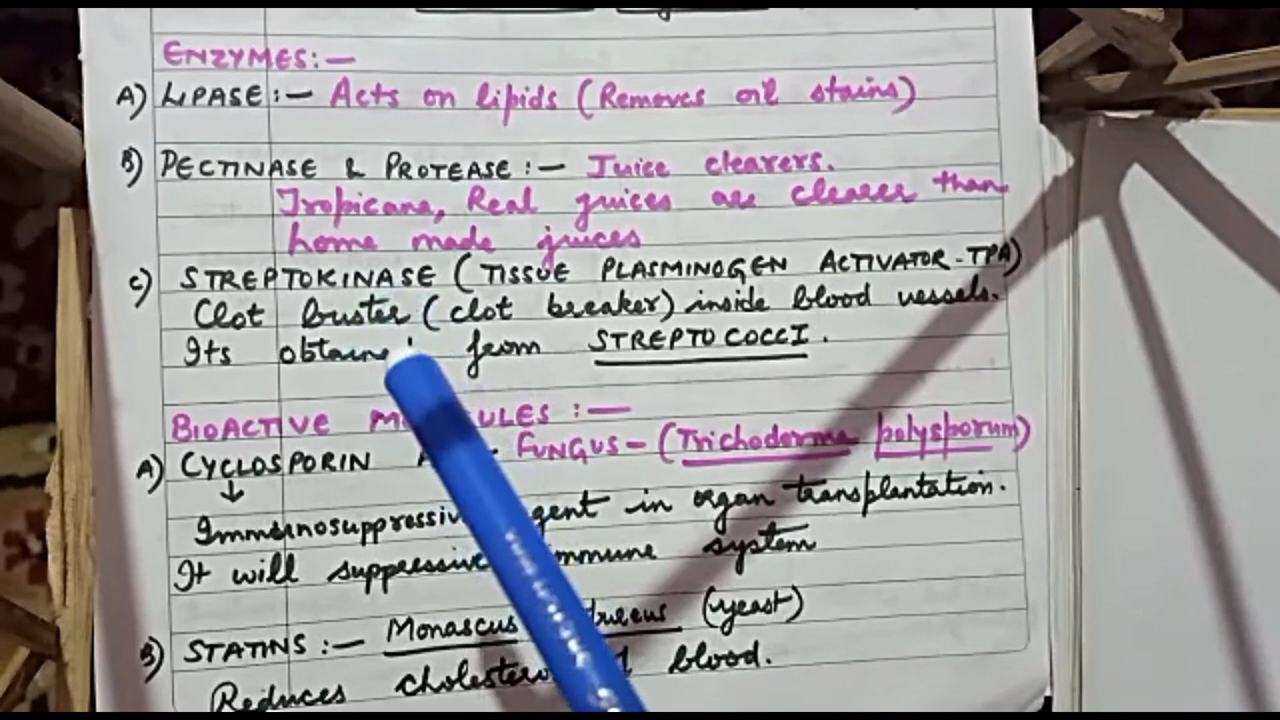 ENZYMES:-
A) LIPASE:- Acts on lipids (Removes oil stains)
B) PECTINASE & PROTEASE:- Juice clearers.
Tropicana, Real juices are clearer than
home made juices
C) STREPTOKINASE (TISSUE PLASMINOGEN ACTIVATOR-TPA)
Clot buster (clot breaker) inside blood vessels.
Its from STREPTOCOCCI.
BIOACTIVE :-
A) CYCLOSPORIN FUNGUS- (Trichoderma polysporum)
↓
in organ transplantation.
It will system
B) STATINS:- Monascus (yeast)
Reduces blood.